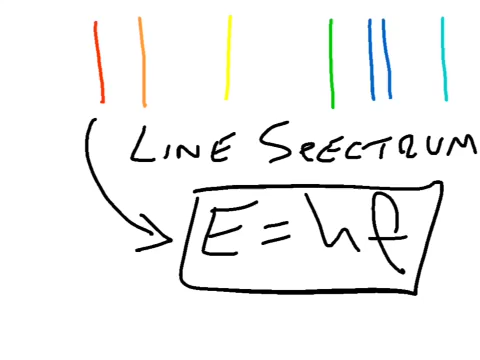 LINE SPECTRUM
E = hf